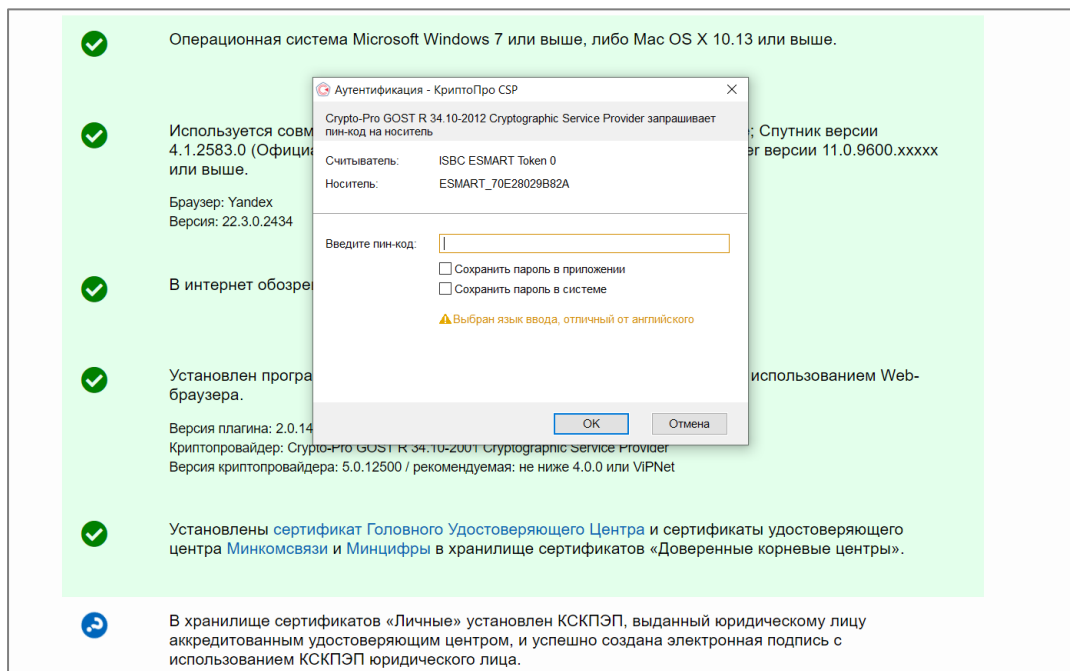 Операционная система Microsoft Windows 7 или выше, либо Mac OS X 10.13 или выше.
Аутентификация - КриптоПро CSP
Crypto-Pro GOST R 34.10-2012 Cryptographic Service Provider запрашивает
пин-код на носитель
Считыватель: ISBC ESMART Token 0
Носитель: ESMART_70E28029B82A
Введите пин-код:
Сохранить пароль в приложении
Сохранить пароль в системе
Выбран язык ввода, отличный от английского
OK Отмена
Используется ; Спутник версии
4.1.2583.0 версии 11.0.9600.xxxxx
или выше.
Браузер: Yandex
Версия: 22.3.0.2434
В интернет
Установлен использованием Web-
браузера.
Версия плагина: 2.0.14
Криптопровайдер: Crypto-Pro GOST R 34.10-2001 Cryptographic Service Provider
Версия криптопровайдера: 5.0.12500 / рекомендуемая: не ниже 4.0.0 или ViPNet
Установлены сертификат Головного Удостоверяющего Центра и сертификаты удостоверяющего
центра Минкомсвязи и Минцифры в хранилище сертификатов «Доверенные корневые центры».
В хранилище сертификатов «Личные» установлен КСКПЭП, выданный юридическому лицу
аккредитованным удостоверяющим центром, и успешно создана электронная подпись с
использованием КСКПЭП юридического лица.